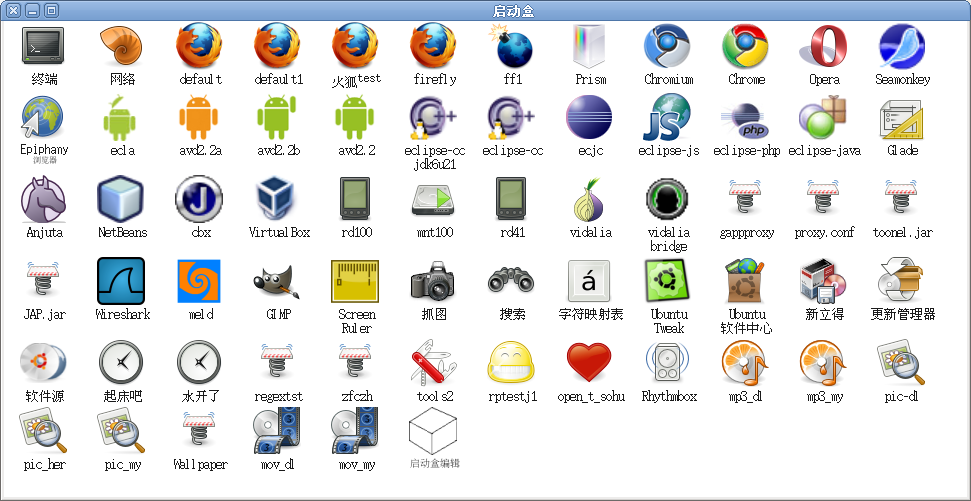 启动盒
终端 网络 default default1 火狐test firefly ff1 Prism Chromium Chrome Opera Seamonkey
Epiphany 浏览器 ecla avd2.2a avd2.2b avd2.2 eclipse-cc jdk6u21 eclipse-cc ecjc eclipse-js eclipse-php eclipse-java Glade
JS php
Anjuta NetBeans cbx VirtualBox rd100 mnt100 rd41 vidalia vidalia bridge gappproxy proxy.conf toonel.jar
á
JAP.jar Wireshark meld GIMP Screen Ruler 抓图 搜索 字符映射表 Ubuntu Tweak Ubuntu 软件中心 新立得 更新管理器
软件源 起床吧 水开了 regextst zfczh tools2 rptestj1 open_t_sohu Rhythmbox mp3_dl mp3_my pic-dl
pic_her pic_my Wallpaper mov_dl mov_my 启动盒编辑